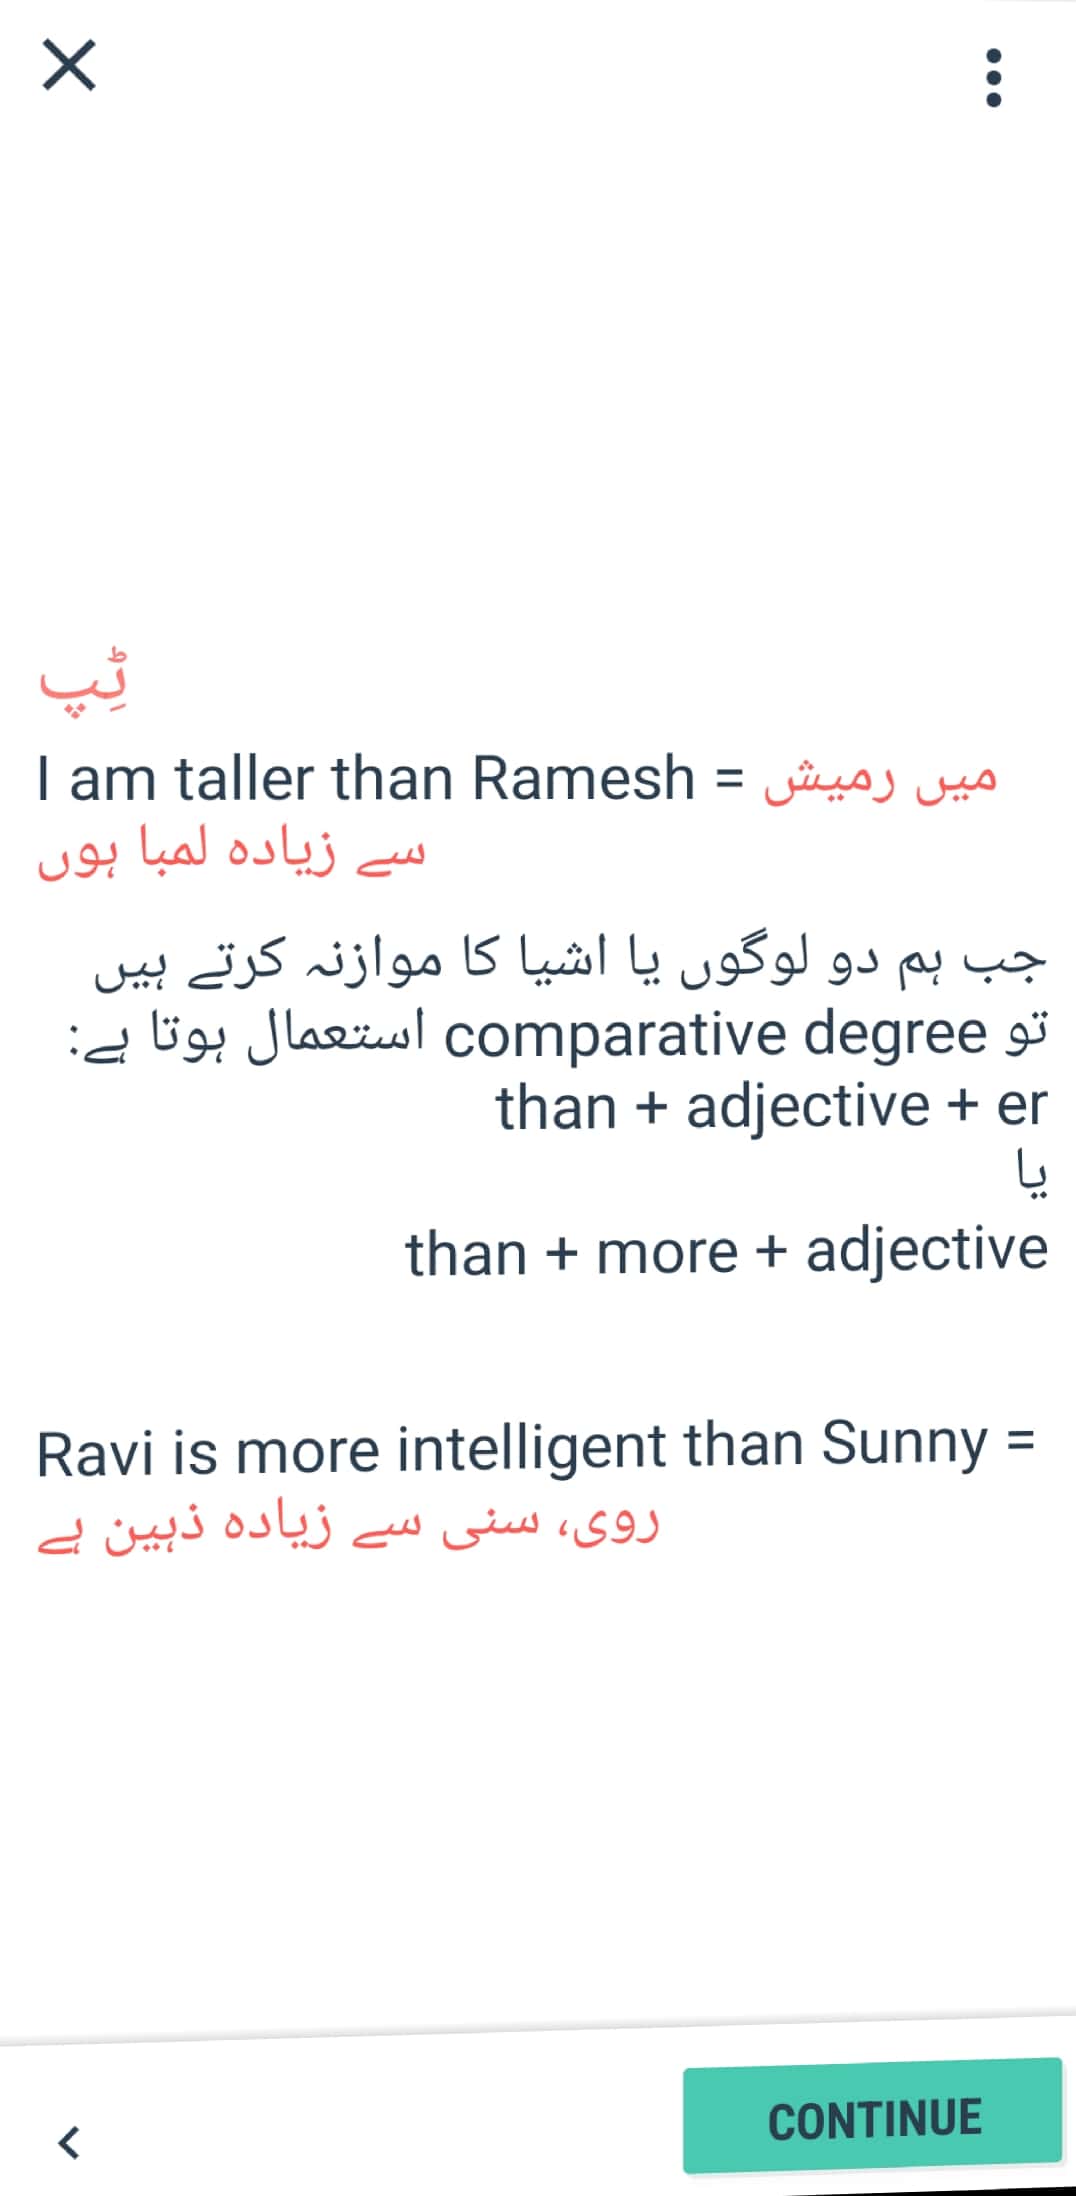 ٹِپ
I am taller than Ramesh = میں رمیش
سے زیادہ لمبا ہوں
جب ہم دو لوگوں یا اشیا کا موازنہ کرتے ہیں
تو comparative degree استعمال ہوتا ہے:
than + adjective + er
یا
than + more + adjective
Ravi is more intelligent than Sunny =
روی، سنی سے زیادہ ذہین ہے
CONTINUE